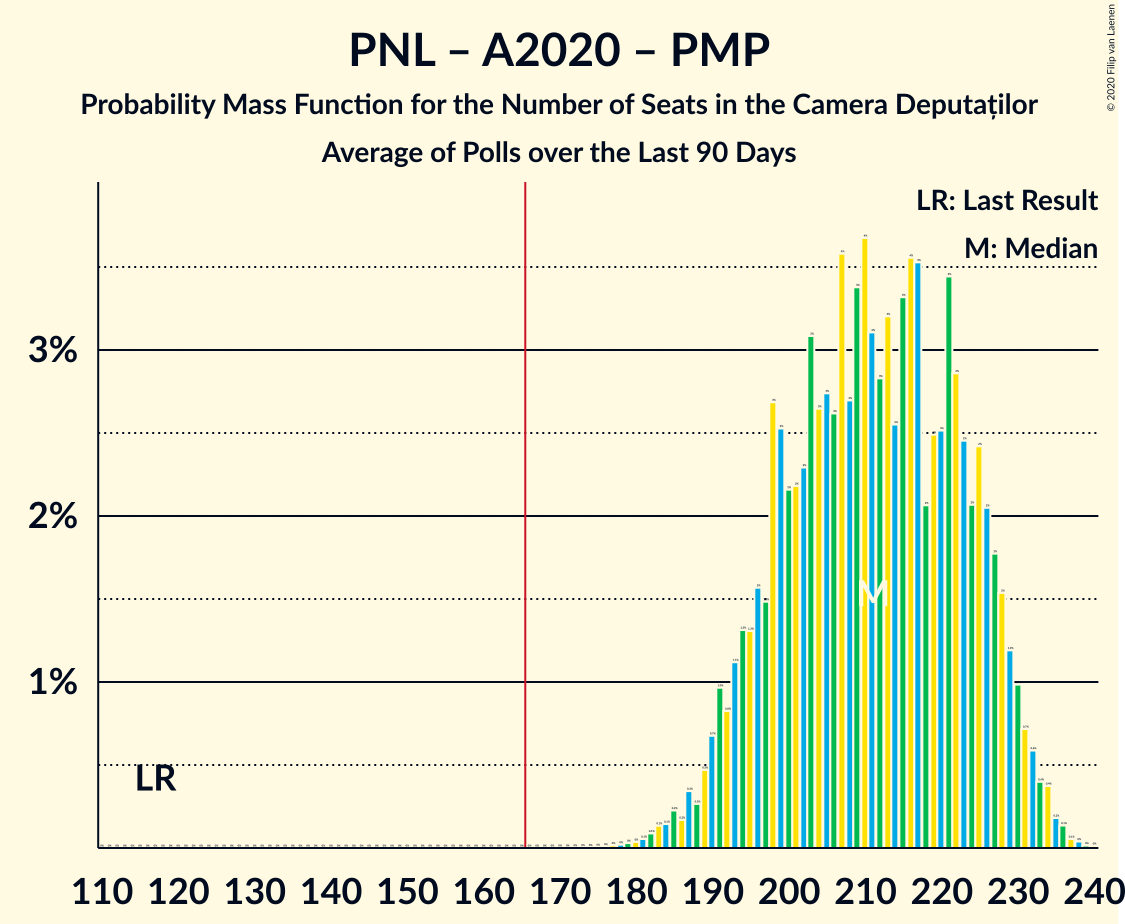 PNL – A2020 – PMP
Probability Mass Function for the Number of Seats in the Camera Deputaților
Average of Polls over the Last 90 Days
© 2020 Filip van Laenen
LR: Last Result
M: Median
3%
2%
1%
M
LR
110 120 130 140 150 160 170 180 190 200 210 220 230 240